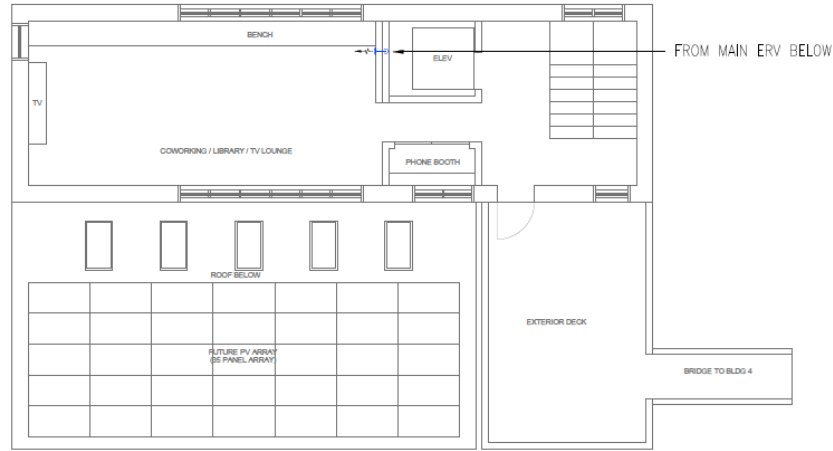 BENCH
FROM MAIN ERV BELOW
ELEV
TV
COWORKING / LIBRARY / TV LOUNGE
PHONE BOOTH
ROOF BELOW
EXTERIOR DECK
FUTURE PV ARRAY
(35 PANEL ARRAY)
BRIDGE TO BLDG 4